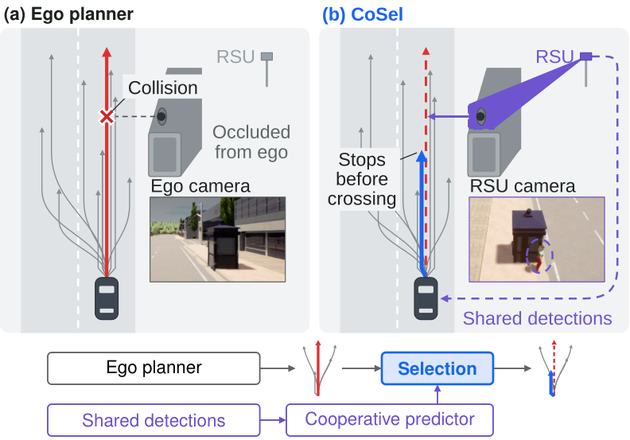 (a) Ego planner
RSU
Collision
Occluded
from ego
Ego camera
(b) CoSel
RSU
Stops
before
crossing
RSU camera
Shared detections
Ego planner
Selection
Shared detections
Cooperative predictor